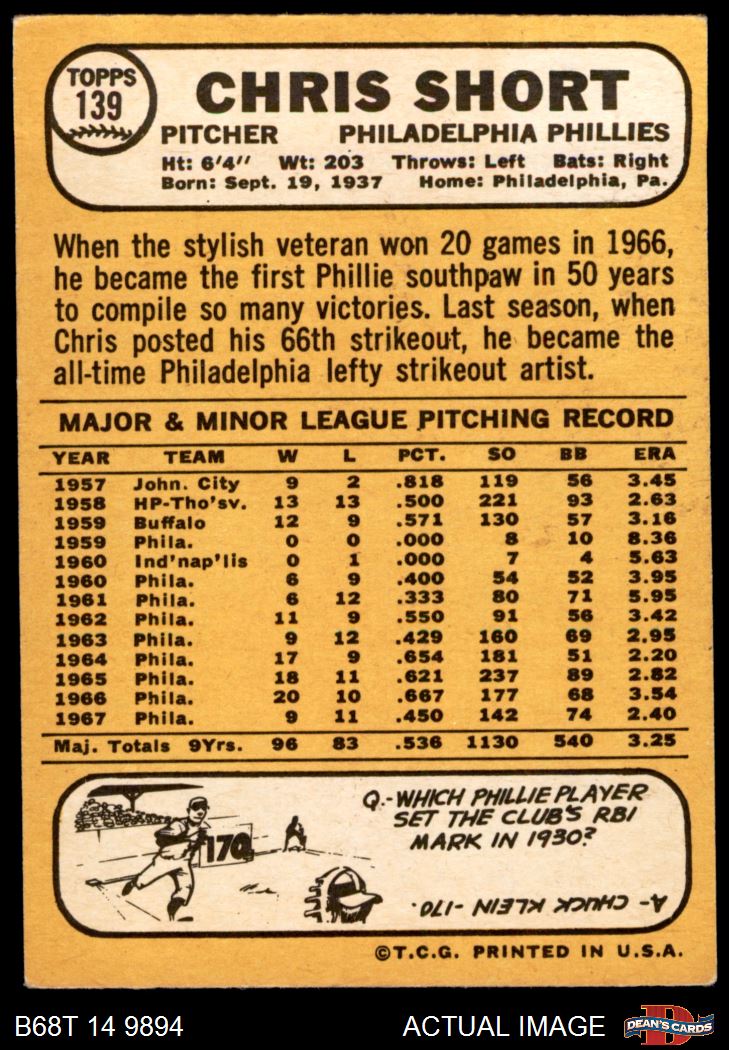 TOPPS
139
CHRIS SHORT
PITCHER PHILADELPHIA PHILLIES
Ht: 6'4" Wt: 203 Throws: Left Bats: Right
Born: Sept. 19, 1937 Home: Philadelphia, Pa.
When the stylish veteran won 20 games in 1966,
he became the first Phillie southpaw in 50 years
to compile so many victories. Last season, when
Chris posted his 66th strikeout, he became the
all-time Philadelphia lefty strikeout artist.
MAJOR & MINOR LEAGUE PITCHING RECORD
YEAR TEAM W L PCT. SO BB ERA
1957 John. City 9 2 .818 119 56 3.45
1958 HP-Tho'sv. 13 13 .500 221 93 2.63
1959 Buffalo 12 9 .571 130 57 3.16
1959 Phila. 0 0 .000 8 10 8.36
1960 Ind'nap'lis 0 1 .000 7 4 5.63
1960 Phila. 6 9 .400 54 52 3.95
1961 Phila. 6 12 .333 80 71 5.95
1962 Phila. 11 9 .550 91 56 3.42
1963 Phila. 9 12 .429 160 69 2.95
1964 Phila. 17 9 .654 181 51 2.20
1965 Phila. 18 11 .621 237 89 2.82
1966 Phila. 20 10 .667 177 68 3.54
1967 Phila. 9 11 .450 142 74 2.40
Maj. Totals 9Yrs. 96 83 .536 1130 540 3.25
170
Q.-WHICH PHILLIE PLAYER
SET THE CLUB'S RBI
MARK IN 1930?
A- CHUCK KLEIN -170.
©T.C.G. PRINTED IN U.S.A.
B68T 14 9894 ACTUAL IMAGE
DEAN'S CARDS